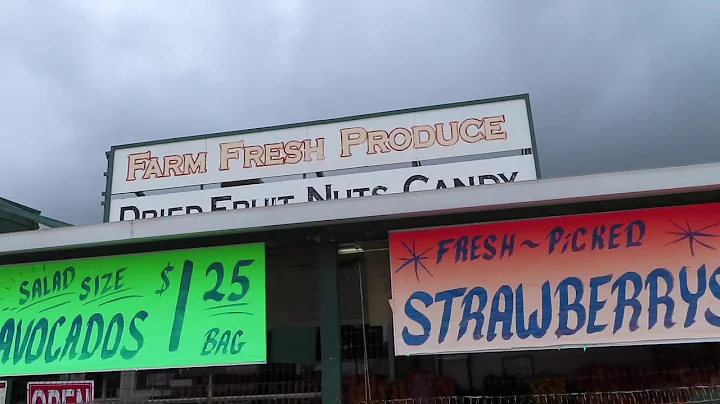 FARM FRESH PRODUCE
DRIED FRUIT NUTS CANDY
SALAD SIZE
AVOCADOS
$1.25
BAG
FRESH~PICKED
STRAWBERRYS
OPEN